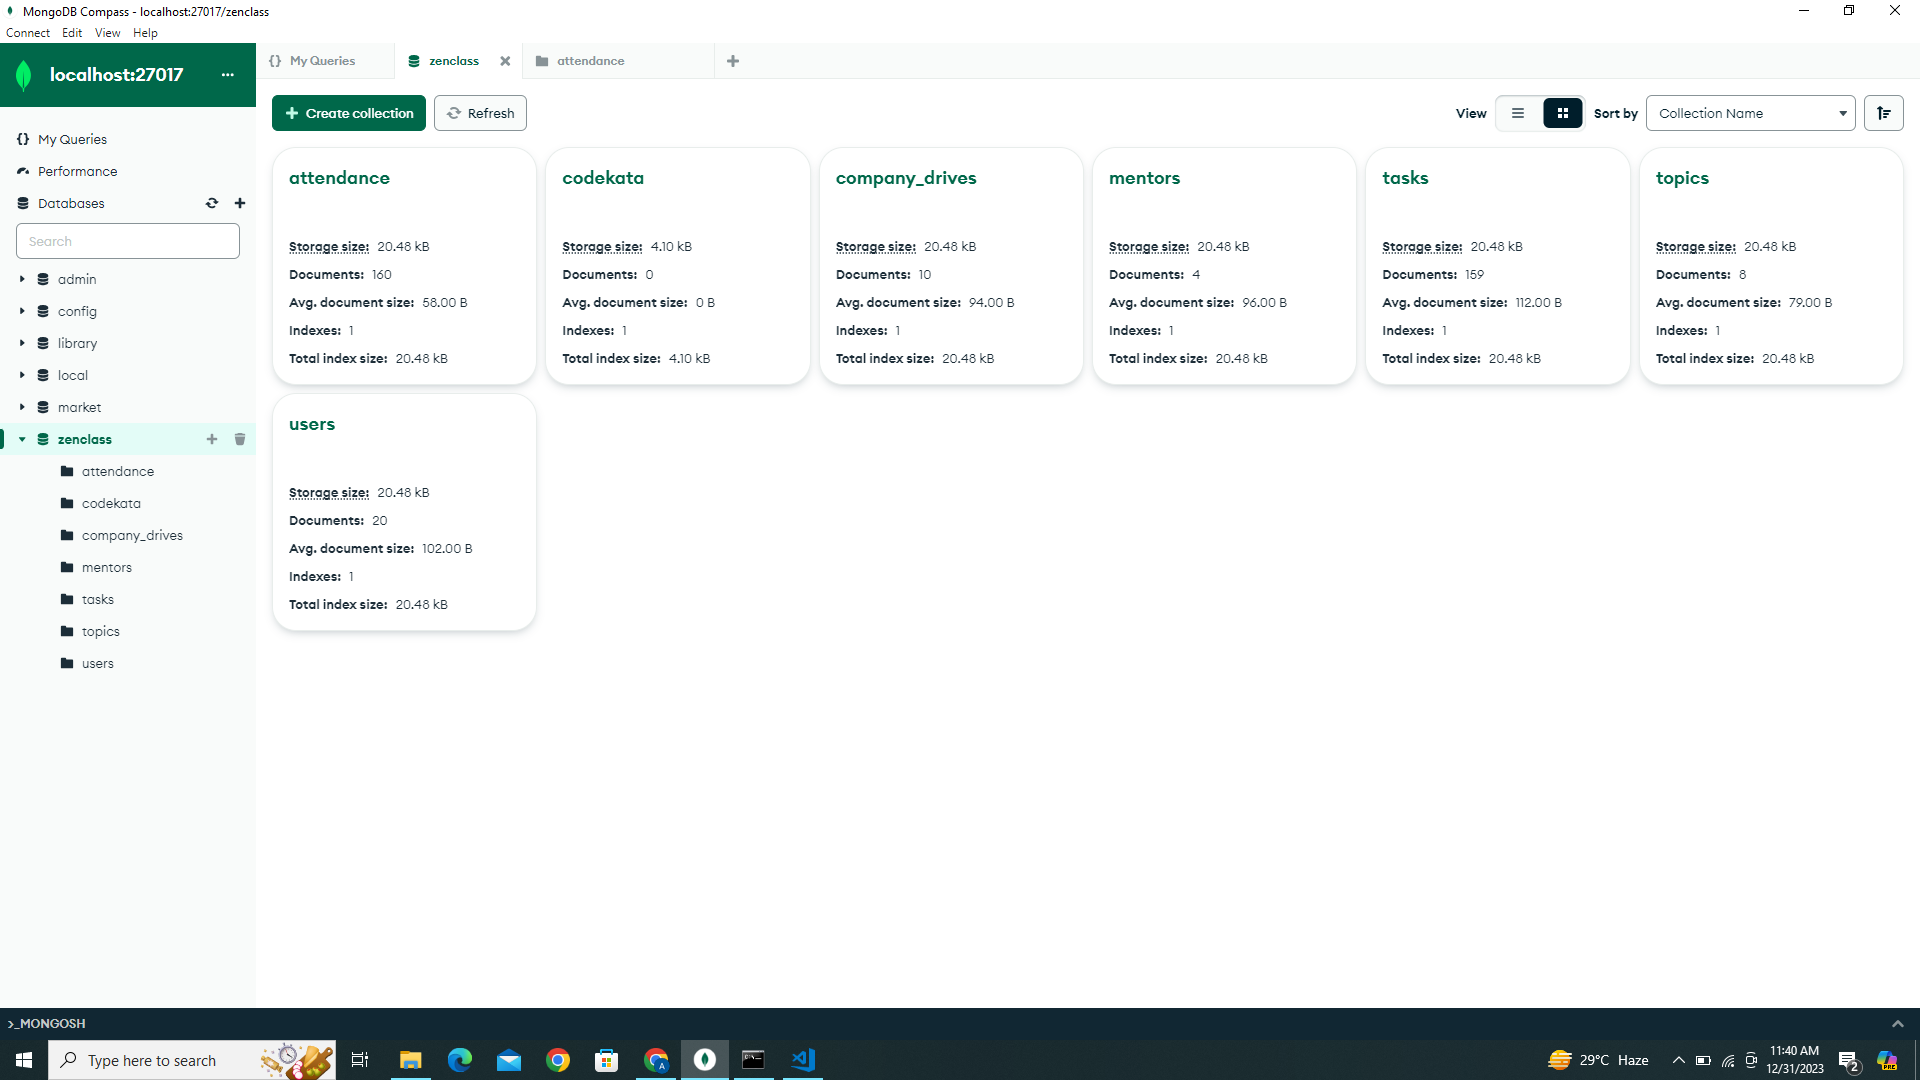 MongoDB Compass - localhost:27017/zenclass
Connect Edit View Help
localhost:27017
My Queries
Performance
Databases
Search
admin
config
library
local
market
zenclass
attendance
codekata
company_drives
mentors
tasks
topics
users
{} My Queries
zenclass
attendance
Create collection
Refresh
View
Sort by
Collection Name
attendance
Storage size: 20.48 kB
Documents: 160
Avg. document size: 58.00 B
Indexes: 1
Total index size: 20.48 kB
codekata
Storage size: 4.10 kB
Documents: 0
Avg. document size: 0 B
Indexes: 1
Total index size: 4.10 kB
company_drives
Storage size: 20.48 kB
Documents: 10
Avg. document size: 94.00 B
Indexes: 1
Total index size: 20.48 kB
mentors
Storage size: 20.48 kB
Documents: 4
Avg. document size: 96.00 B
Indexes: 1
Total index size: 20.48 kB
tasks
Storage size: 20.48 kB
Documents: 159
Avg. document size: 112.00 B
Indexes: 1
Total index size: 20.48 kB
topics
Storage size: 20.48 kB
Documents: 8
Avg. document size: 79.00 B
Indexes: 1
Total index size: 20.48 kB
users
Storage size: 20.48 kB
Documents: 20
Avg. document size: 102.00 B
Indexes: 1
Total index size: 20.48 kB
>_MONGOSH
Type here to search
A
29°C Haze
11:40 AM
12/31/2023
2
PRE